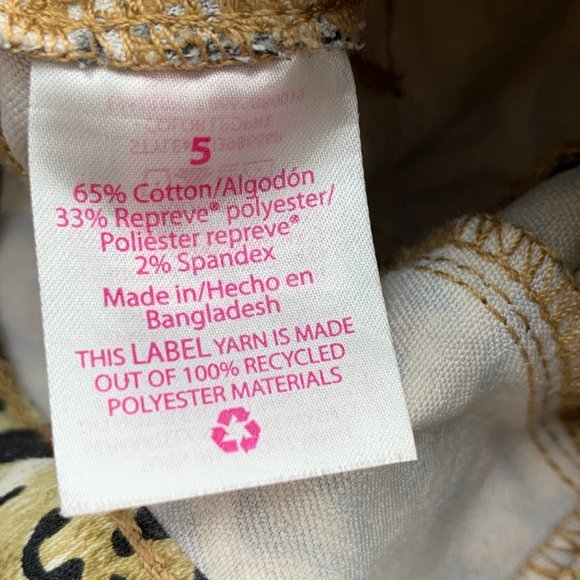 5
65% Cotton/Algodón
33% Repreve® polyester/
Poliéster repreve®
2% Spandex
Made in/Hecho en
Bangladesh
THIS LABEL YARN IS MADE
OUT OF 100% RECYCLED
POLYESTER MATERIALS